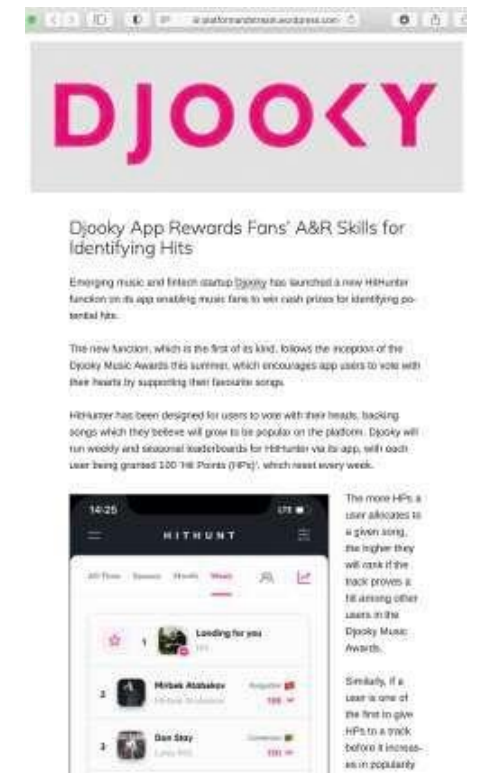 platformandstream.wordpress.com
DJOOKY
Djooky App Rewards Fans' A&R Skills for
Identifying Hits
Emerging music and fintech startup Djooky has launched a new HitHunter
function on its app enabling music fans to win cash prizes for identifying po-
tential hits.
The new function, which is the first of its kind, follows the inception of the
Djooky Music Awards this summer, which encourages app users to vote with
their hearts by supporting their favourite songs.
HitHunter has been designed for users to vote with their heads, backing
songs which they believe will grow to be popular on the platform. Djooky will
run weekly and seasonal leaderboards for HitHunter via its app, with each
user being granted 100 'Hit Points (HPs)', which reset every week.
14:25 LTE
HITHUNT
All Time Season Month Week
1 Landing for you
2 Mirbek Atabekov
Mirbek Atabekov
3 Don Stay
The more HPs a
user allocates to
a given song,
the higher they
will rank if the
track proves a
hit among other
users in the
Djooky Music
Awards.
Similarly, if a
user is one of
the first to give
HPs to a track
before it increas-
es in popularity